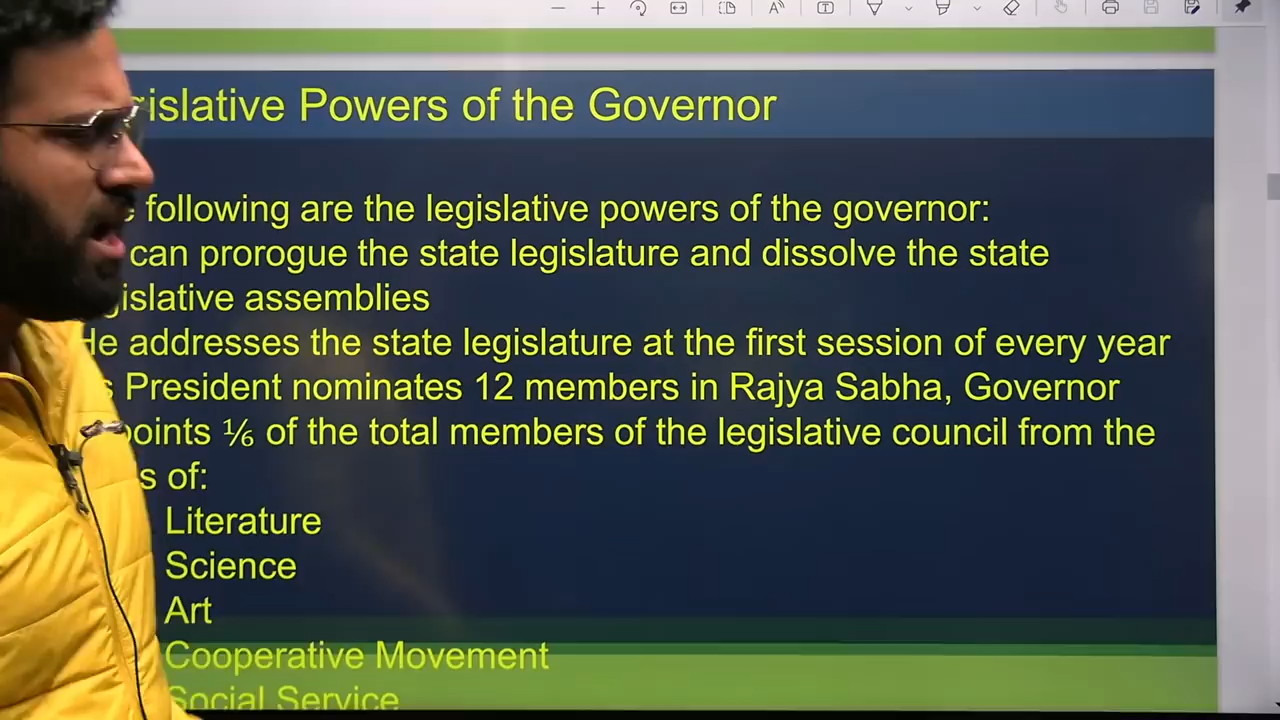 gislative Powers of the Governor
following are the legislative powers of the governor:
can prorogue the state legislature and dissolve the state
gislative assemblies
He addresses the state legislature at the first session of every year
s President nominates 12 members in Rajya Sabha, Governor
points ⅙ of the total members of the legislative council from the
s of:
Literature
Science
Art
Cooperative Movement
Social Service